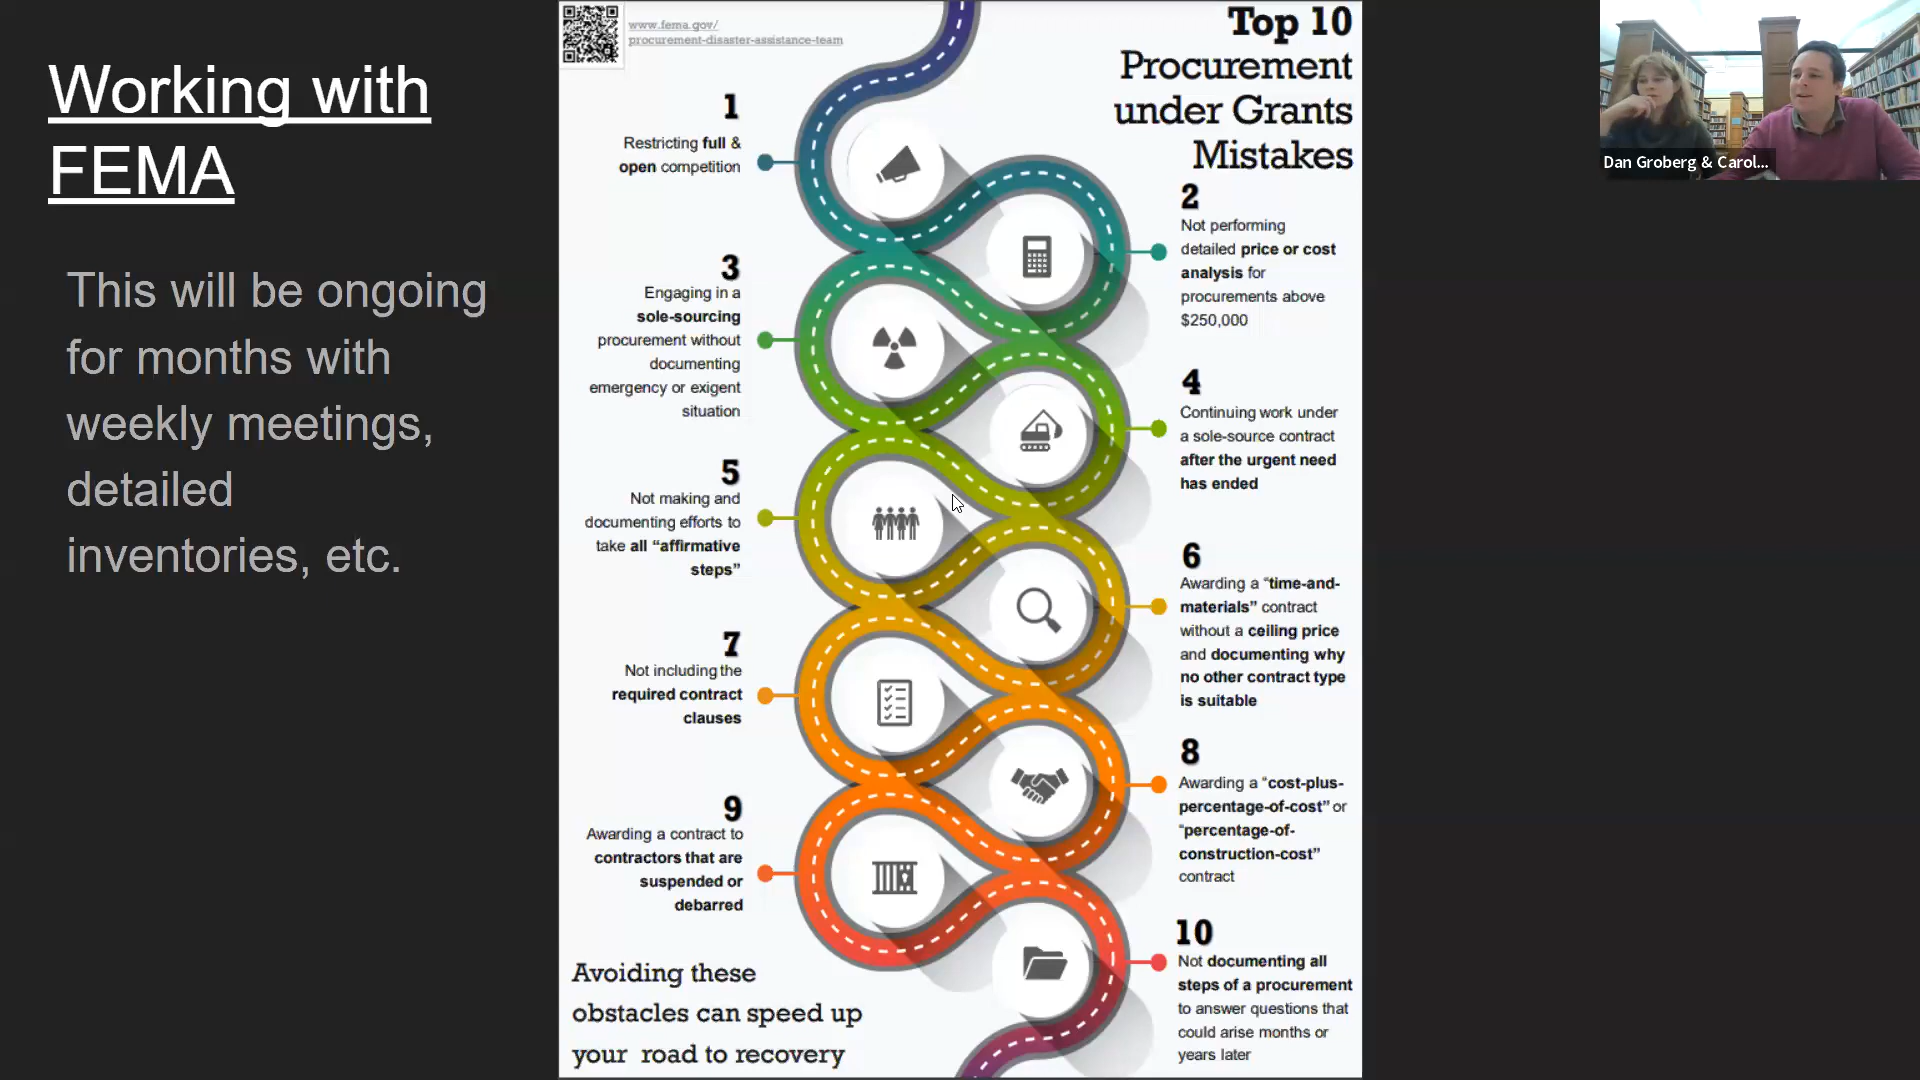 Working with
FEMA
This will be ongoing
for months with
weekly meetings,
detailed
inventories, etc.
www.fema.gov/
procurement-disaster-assistance-team
Top 10
Procurement
under Grants
Mistakes
1
Restricting full &
open competition
2
Not performing
detailed price or cost
analysis for
procurements above
$250,000
3
Engaging in a
sole-sourcing
procurement without
documenting
emergency or exigent
situation
4
Continuing work under
a sole-source contract
after the urgent need
has ended
5
Not making and
documenting efforts to
take all “affirmative
steps”
6
Awarding a “time-and-
materials” contract
without a ceiling price
and documenting why
no other contract type
is suitable
7
Not including the
required contract
clauses
8
Awarding a “cost-plus-
percentage-of-cost” or
“percentage-of-
construction-cost”
contract
9
Awarding a contract to
contractors that are
suspended or
debarred
10
Not documenting all
steps of a procurement
to answer questions that
could arise months or
years later
Avoiding these
obstacles can speed up
your road to recovery
Dan Groberg & Carol...